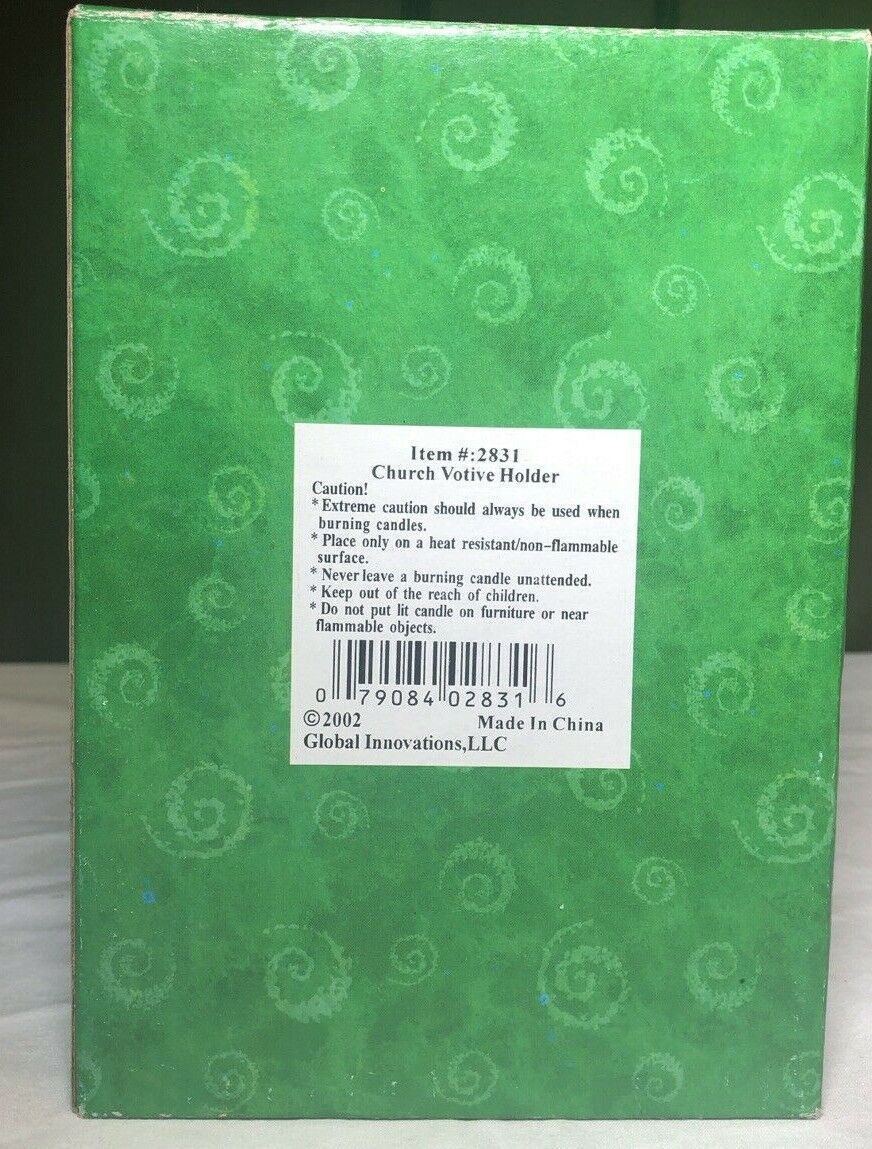 Item #:2831
Church Votive Holder
Caution!
* Extreme caution should always be used when
burning candles.
* Place only on a heat resistant/non-flammable
surface.
* Never leave a burning candle unattended.
* Keep out of the reach of children.
* Do not put lit candle on furniture or near
flammable objects.
0 79084 02831 6
©2002 Made In China
Global Innovations,LLC